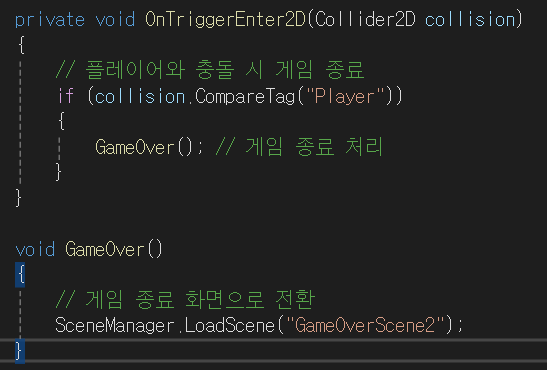 private void OnTriggerEnter2D(Collider2D collision)
{
// 플레이어와 충돌 시 게임 종료
if (collision.CompareTag("Player"))
{
GameOver(); // 게임 종료 처리
}
}
void GameOver()
{
// 게임 종료 화면으로 전환
SceneManager.LoadScene("GameOverScene2");
}